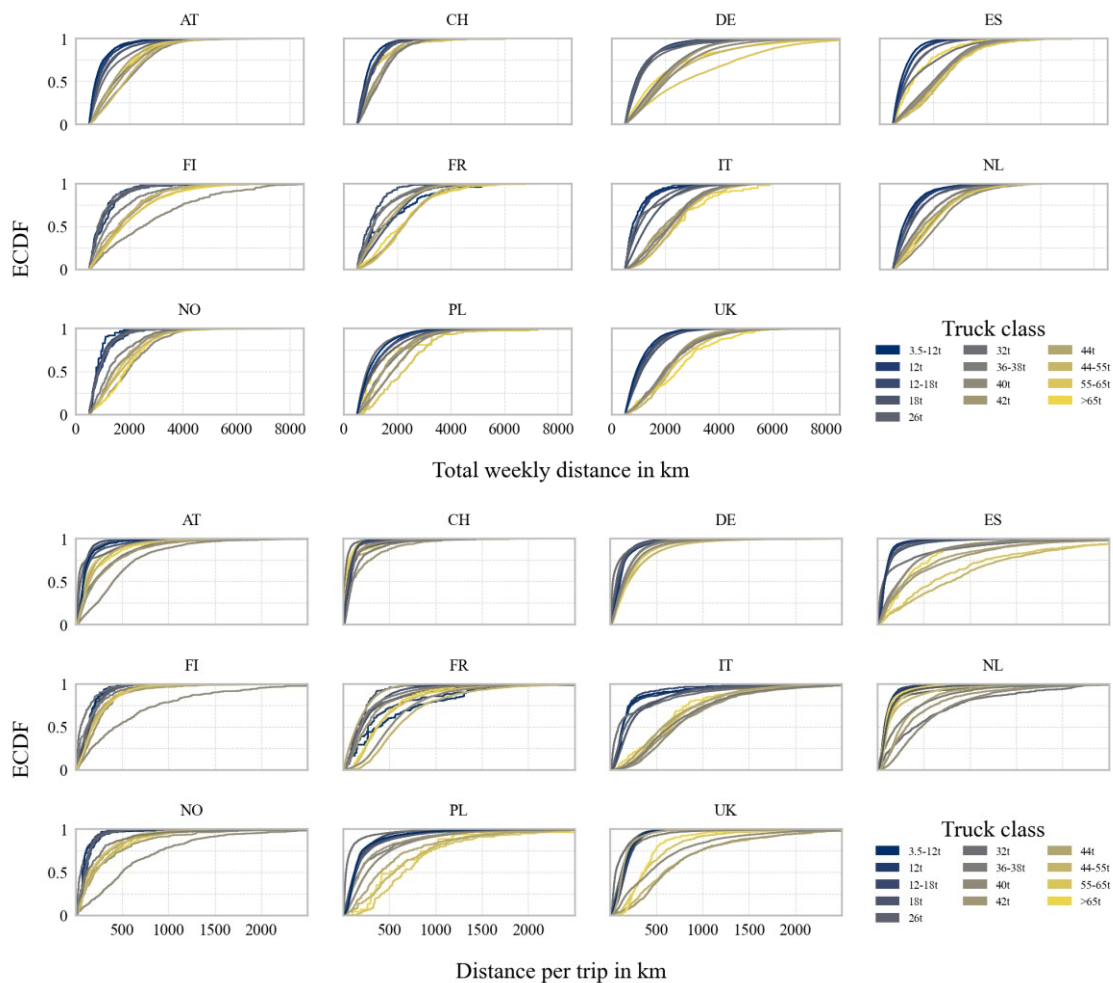 AT CH DE ES
1
0.5
0
FI FR IT NL
1
0.5
0
ECDF
NO PL UK
1
0.5
0
0 2000 4000 6000 8000 0 2000 4000 6000 8000 0 2000 4000 6000 8000
Truck class
3.5-12t 32t 44t
12t 36-38t 44-55t
12-18t 40t 55-65t
18t 42t >65t
26t
Total weekly distance in km
AT CH DE ES
1
0.5
0
FI FR IT NL
1
0.5
0
ECDF
NO PL UK
1
0.5
0
500 1000 1500 2000 500 1000 1500 2000 500 1000 1500 2000
Truck class
3.5-12t 32t 44t
12t 36-38t 44-55t
12-18t 40t 55-65t
18t 42t >65t
26t
Distance per trip in km